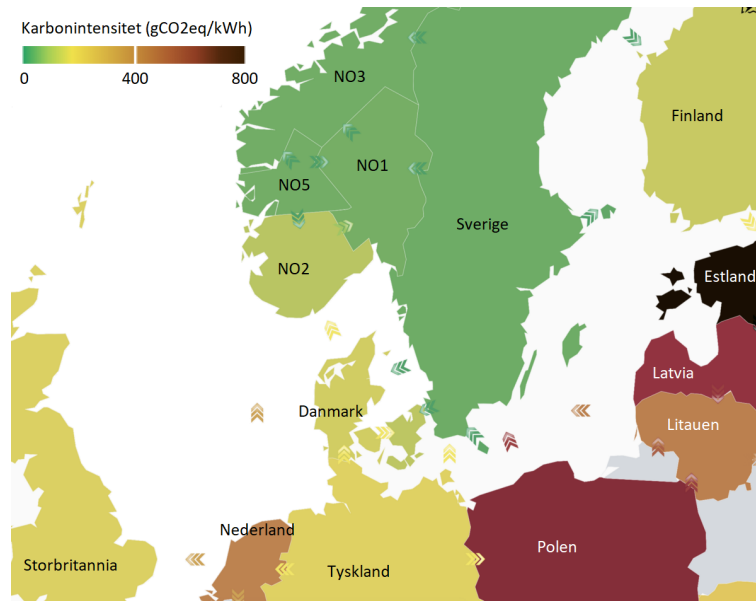 Karbonintensitet (gCO2eq/kWh)
0 400 800
NO3
Finland
NO1
NO5
Sverige
NO2
Estland
Latvia
Danmark
Litauen
Nederland
Polen
Storbritannia
Tyskland